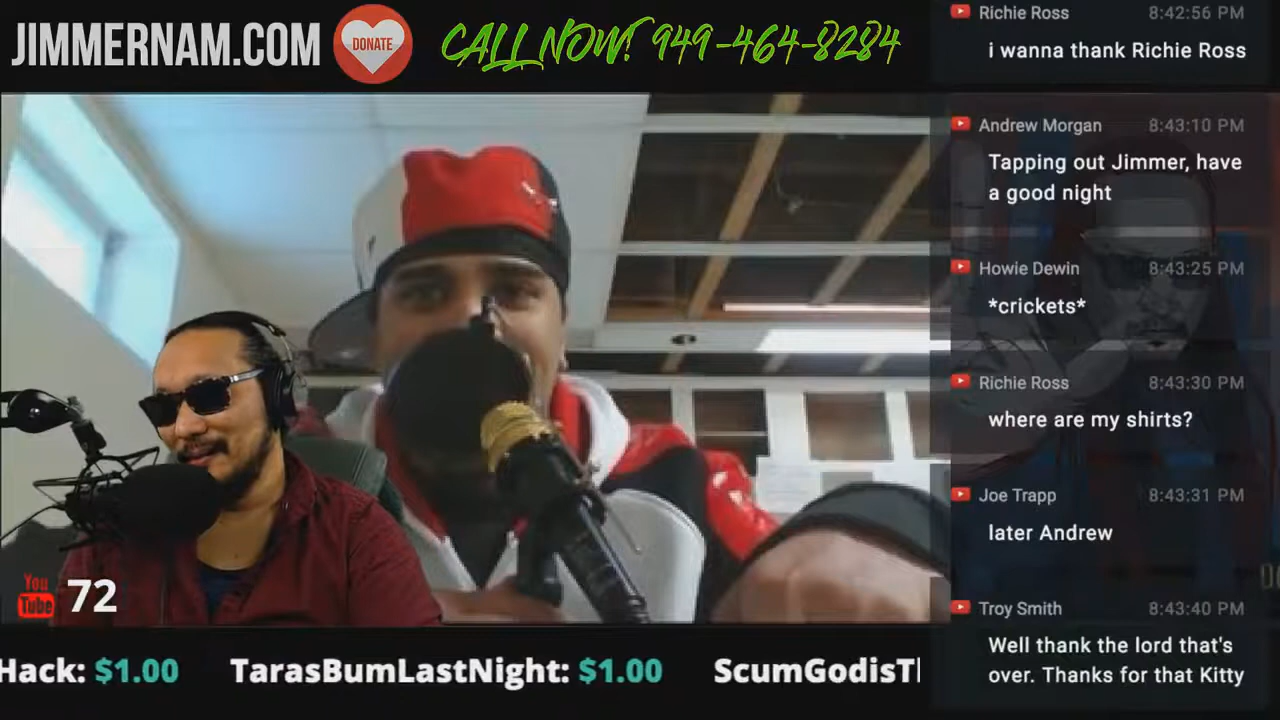 JIMMERNAM.COM
DONATE
CALL NOW! 949-464-8284
Richie Ross 8:42:56 PM
i wanna thank Richie Ross
Andrew Morgan 8:43:10 PM
Tapping out Jimmer, have
a good night
Howie Dewin 8:43:25 PM
*crickets*
Richie Ross 8:43:30 PM
where are my shirts?
Joe Trapp 8:43:31 PM
later Andrew
Troy Smith 8:43:40 PM
Well thank the lord that's
over. Thanks for that Kitty
You
Tube
72
Hack: $1.00 TarasBumLastNight: $1.00 ScumGodisTl